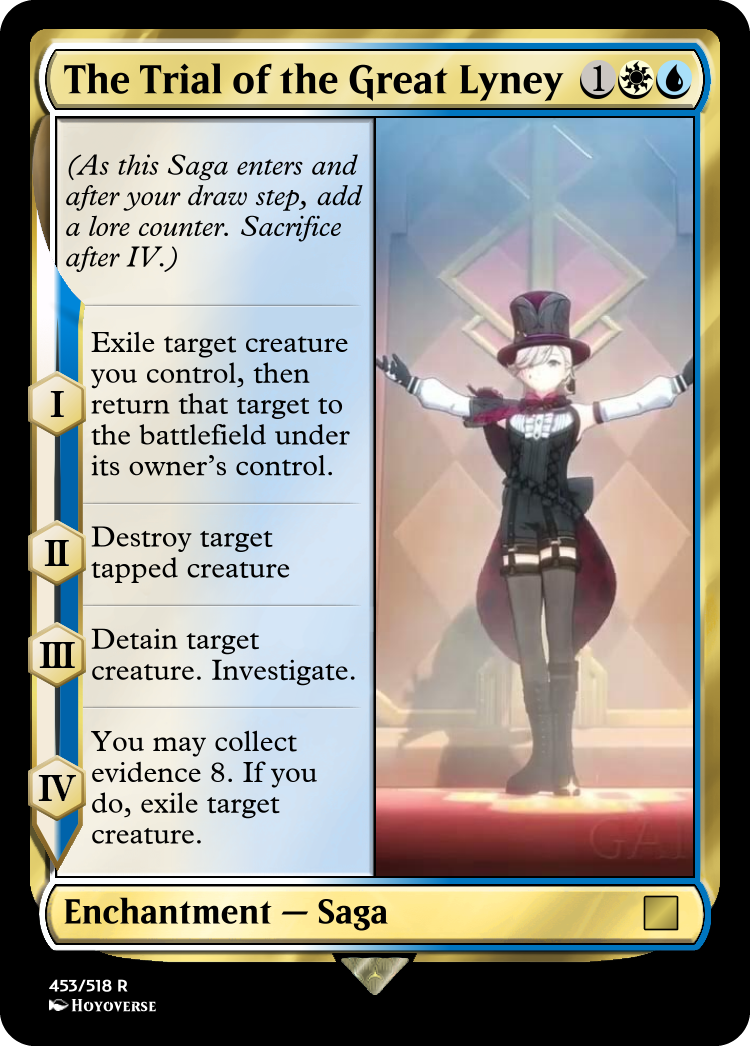 The Trial of the Great Lyney 1
(As this Saga enters and
after your draw step, add
a lore counter. Sacrifice
after IV.)
I
Exile target creature
you control, then
return that target to
the battlefield under
its owner's control.
II
Destroy target
tapped creature
III
Detain target
creature. Investigate.
IV
You may collect
evidence 8. If you
do, exile target
creature.
Enchantment — Saga
453/518 R
HOYOVERSE